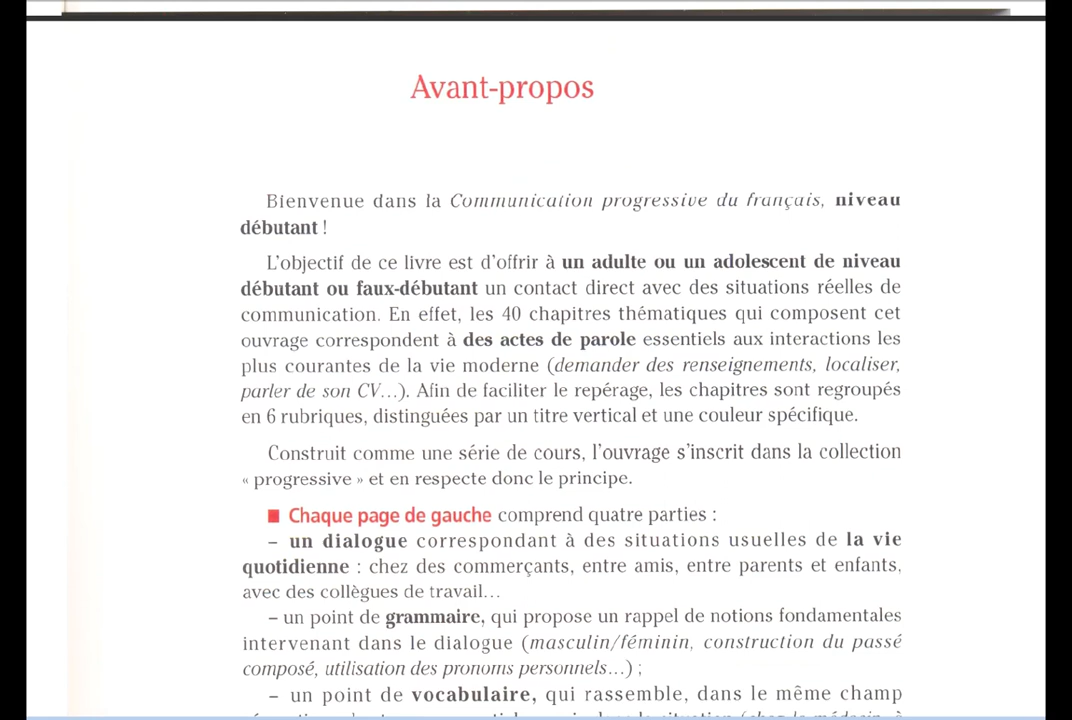 Avant-propos
Bienvenue dans la Communication progressive du français, niveau
débutant !
L'objectif de ce livre est d'offrir à un adulte ou un adolescent de niveau
débutant ou faux-débutant un contact direct avec des situations réelles de
communication. En effet, les 40 chapitres thématiques qui composent cet
ouvrage correspondent à des actes de parole essentiels aux interactions les
plus courantes de la vie moderne (demander des renseignements, localiser,
parler de son CV...). Afin de faciliter le repérage, les chapitres sont regroupés
en 6 rubriques, distinguées par un titre vertical et une couleur spécifique.
Construit comme une série de cours, l'ouvrage s'inscrit dans la collection
« progressive » et en respecte donc le principe.
■ Chaque page de gauche comprend quatre parties :
– un dialogue correspondant à des situations usuelles de la vie
quotidienne : chez des commerçants, entre amis, entre parents et enfants,
avec des collègues de travail...
– un point de grammaire, qui propose un rappel de notions fondamentales
intervenant dans le dialogue (masculin/féminin, construction du passé
composé, utilisation des pronoms personnels...) ;
– un point de vocabulaire, qui rassemble, dans le même champ